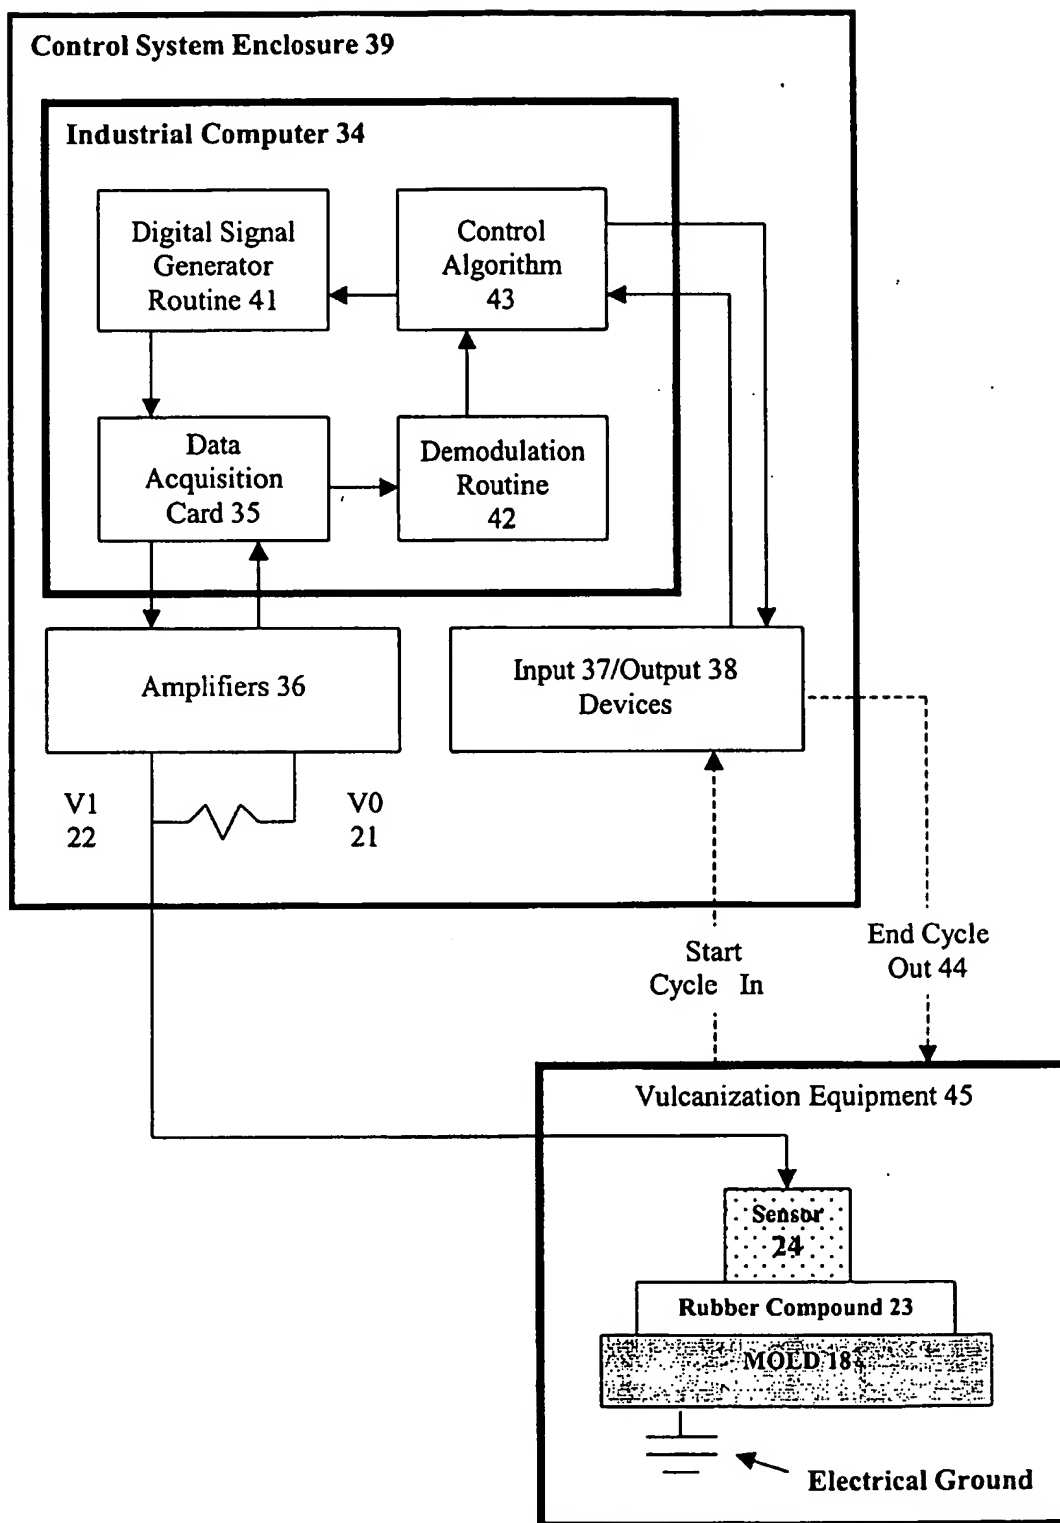 Control System Enclosure 39
Industrial Computer 34
Digital Signal
Generator
Routine 41
Control
Algorithm
43
Data
Acquisition
Card 35
Demodulation
Routine
42
Amplifiers 36
Input 37/Output 38
Devices
V1
22
V0
21
Start
Cycle In
End Cycle
Out 44
Vulcanization Equipment 45
Sensor
24
Rubber Compound 23
MOLD 18
Electrical Ground